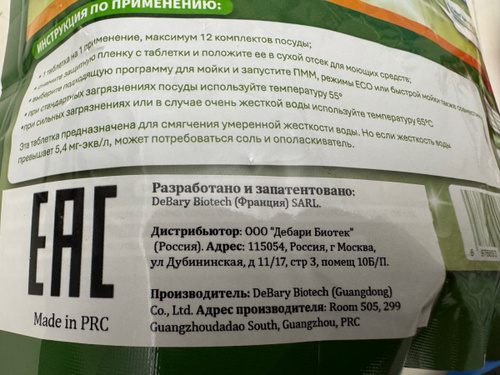 ИНСТРУКЦИЯ ПО ПРИМЕНЕНИЮ:
• 1 таблетка на 1 применение, максимум 12 комплектов посуды;
• снимите защитную пленку с таблетки и положите ее в сухой отсек для моющих средств;
• выберите подходящую программу для мойки и запустите ПММ, режимы ECO или быстрой мойки также
• при стандартных загрязнениях посуды используйте температуру 55°
• при сильных загрязнениях или в случае очень жесткой воды используйте температуру 65°C
Эта таблетка предназначена для смягчения умеренной жесткости воды. Но если жесткость воды
превышает 5,4 мг-экв/л, может потребоваться соль и ополаскиватель.
EAC
Made in PRC
Разработано и запатентовано:
DeBary Biotech (Франция) SARL.
Дистрибьютор: ООО "Дебари Биотек"
(Россия). Адрес: 115054, Россия, г Москва,
ул Дубининская, д 11/17, стр 3, помещ 10Б/П.
Производитель: DeBary Biotech (Guangdong)
Co., Ltd. Адрес производителя: Room 505, 299
Guangzhoudadao South, Guangzhou, PRC